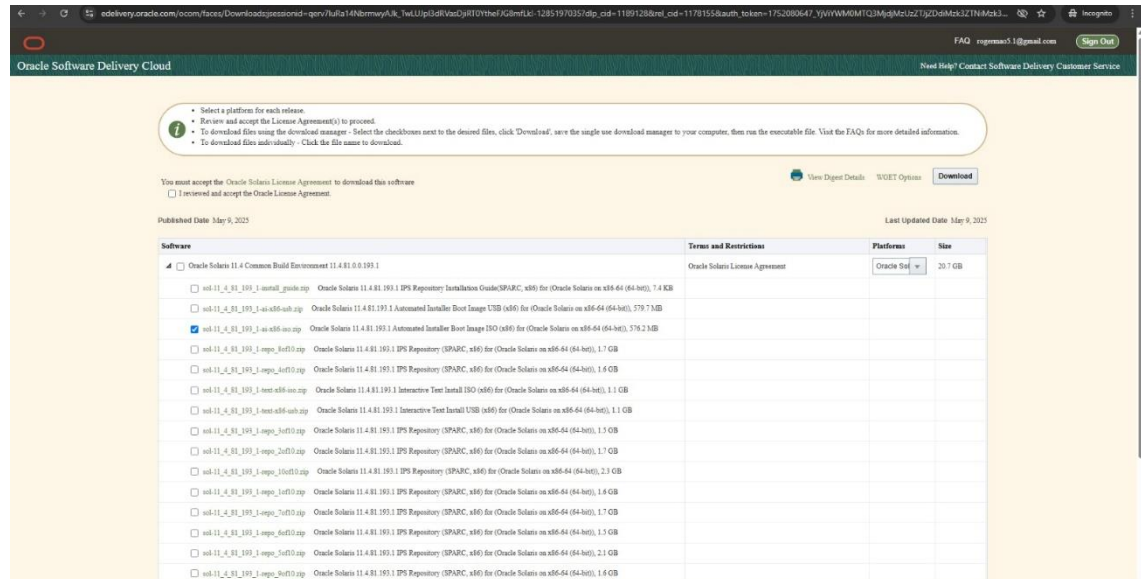 edelivery.oracle.com/ocom/faces/Downloads;jsessionid=
Incognito
FAQ rogermao5.1@gmail.com Sign Out
Oracle Software Delivery Cloud Need Help? Contact Software Delivery Customer Service
• Select a platform for each release.
• Review and accept the License Agreement(s) to proceed.
• To download files using the download manager - Select the checkboxes next to the desired files, click 'Download', save the single use download manager to your computer, then run the executable file. Visit the FAQs for more detailed information.
• To download files individually - Click the file name to download.
You must accept the Oracle Solaris License Agreement to download this software
View Digest Details WGET Options Download
I reviewed and accept the Oracle License Agreement.
Published Date May 9, 2025 Last Updated Date May 9, 2025
Software Terms and Restrictions Platforms Size
Oracle Solaris 11.4 Common Build Environment 11.4.81.0.0.193.1 Oracle Solaris License Agreement Oracle Sol 20.7 GB
sol-11_4_81_193_1-install_guide.zip Oracle Solaris 11.4.81.193.1 IPS Repository Installation Guide(SPARC, x86) for (Oracle Solaris on x86-64 (64-bit)), 7.4 KB
sol-11_4_81_193_1-ai-x86-usb.zip Oracle Solaris 11.4.81.193.1 Automated Installer Boot Image USB (x86) for (Oracle Solaris on x86-64 (64-bit)), 579.7 MB
sol-11_4_81_193_1-ai-x86-iso.zip Oracle Solaris 11.4.81.193.1 Automated Installer Boot Image ISO (x86) for (Oracle Solaris on x86-64 (64-bit)), 576.2 MB
sol-11_4_81_193_1-repo_8of10.zip Oracle Solaris 11.4.81.193.1 IPS Repository (SPARC, x86) for (Oracle Solaris on x86-64 (64-bit)), 1.7 GB
sol-11_4_81_193_1-repo_4of10.zip Oracle Solaris 11.4.81.193.1 IPS Repository (SPARC, x86) for (Oracle Solaris on x86-64 (64-bit)), 1.6 GB
sol-11_4_81_193_1-text-x86-iso.zip Oracle Solaris 11.4.81.193.1 Interactive Text Install ISO (x86) for (Oracle Solaris on x86-64 (64-bit)), 1.1 GB
sol-11_4_81_193_1-text-x86-usb.zip Oracle Solaris 11.4.81.193.1 Interactive Text Install USB (x86) for (Oracle Solaris on x86-64 (64-bit)), 1.1 GB
sol-11_4_81_193_1-repo_3of10.zip Oracle Solaris 11.4.81.193.1 IPS Repository (SPARC, x86) for (Oracle Solaris on x86-64 (64-bit)), 1.5 GB
sol-11_4_81_193_1-repo_2of10.zip Oracle Solaris 11.4.81.193.1 IPS Repository (SPARC, x86) for (Oracle Solaris on x86-64 (64-bit)), 1.7 GB
sol-11_4_81_193_1-repo_10of10.zip Oracle Solaris 11.4.81.193.1 IPS Repository (SPARC, x86) for (Oracle Solaris on x86-64 (64-bit)), 2.3 GB
sol-11_4_81_193_1-repo_1of10.zip Oracle Solaris 11.4.81.193.1 IPS Repository (SPARC, x86) for (Oracle Solaris on x86-64 (64-bit)), 1.6 GB
sol-11_4_81_193_1-repo_7of10.zip Oracle Solaris 11.4.81.193.1 IPS Repository (SPARC, x86) for (Oracle Solaris on x86-64 (64-bit)), 1.7 GB
sol-11_4_81_193_1-repo_6of10.zip Oracle Solaris 11.4.81.193.1 IPS Repository (SPARC, x86) for (Oracle Solaris on x86-64 (64-bit)), 1.5 GB
sol-11_4_81_193_1-repo_5of10.zip Oracle Solaris 11.4.81.193.1 IPS Repository (SPARC, x86) for (Oracle Solaris on x86-64 (64-bit)), 2.1 GB
sol-11_4_81_193_1-repo_9of10.zip Oracle Solaris 11.4.81.193.1 IPS Repository (SPARC, x86) for (Oracle Solaris on x86-64 (64-bit)), 1.6 GB